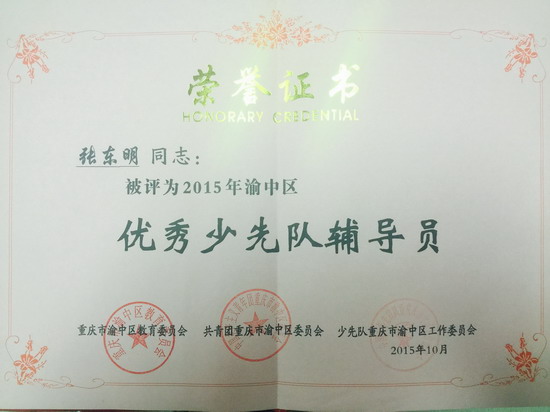 荣誉证书
HONORARY CREDENTIAL
张东明 同志:
被评为2015年渝中区
优秀少先队辅导员
重庆市渝中区教育委员会 共青团重庆市渝中区委员会 少先队重庆市渝中区工作委员会
2015年10月